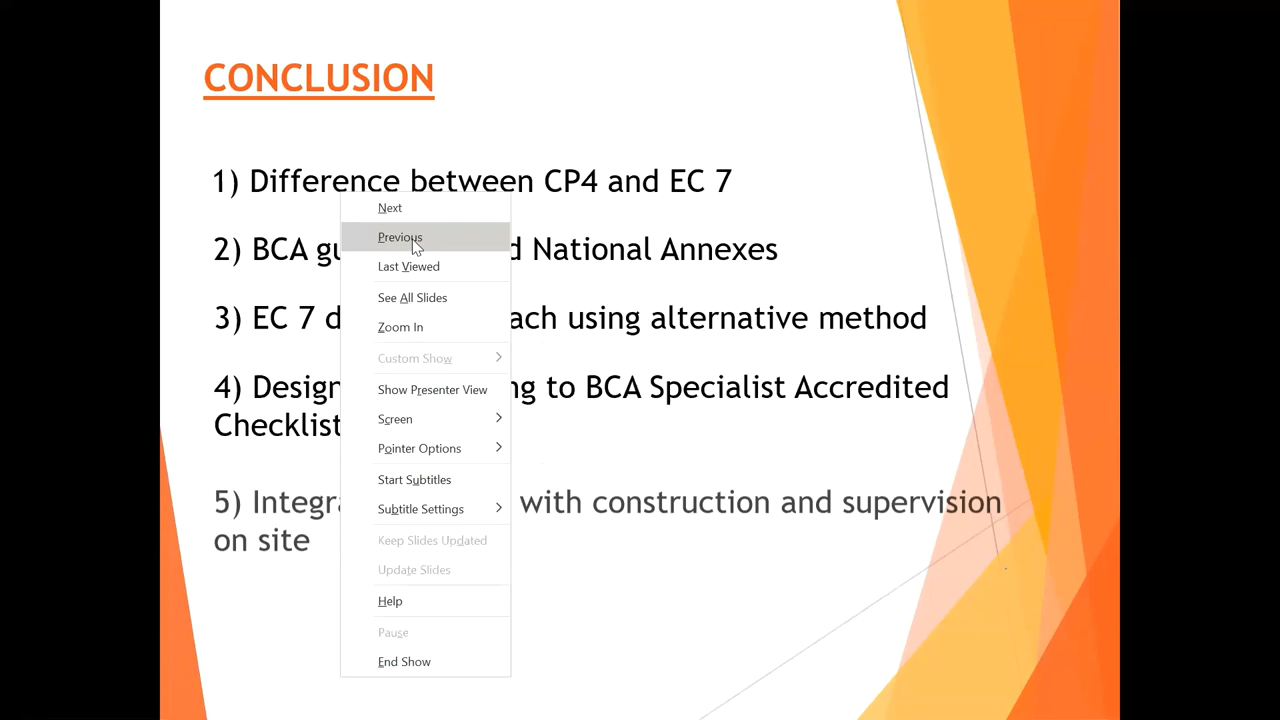 CONCLUSION
1) Difference between CP4 and EC 7
2) BCA National Annexes
3) EC 7 using alternative method
4) Design to BCA Specialist Accredited
Checklist
5) with construction and supervision
on site
Next
Previous
Last Viewed
See All Slides
Zoom In
Custom Show
Show Presenter View
Screen
Pointer Options
Start Subtitles
Subtitle Settings
Keep Slides Updated
Update Slides
Help
Pause
End Show